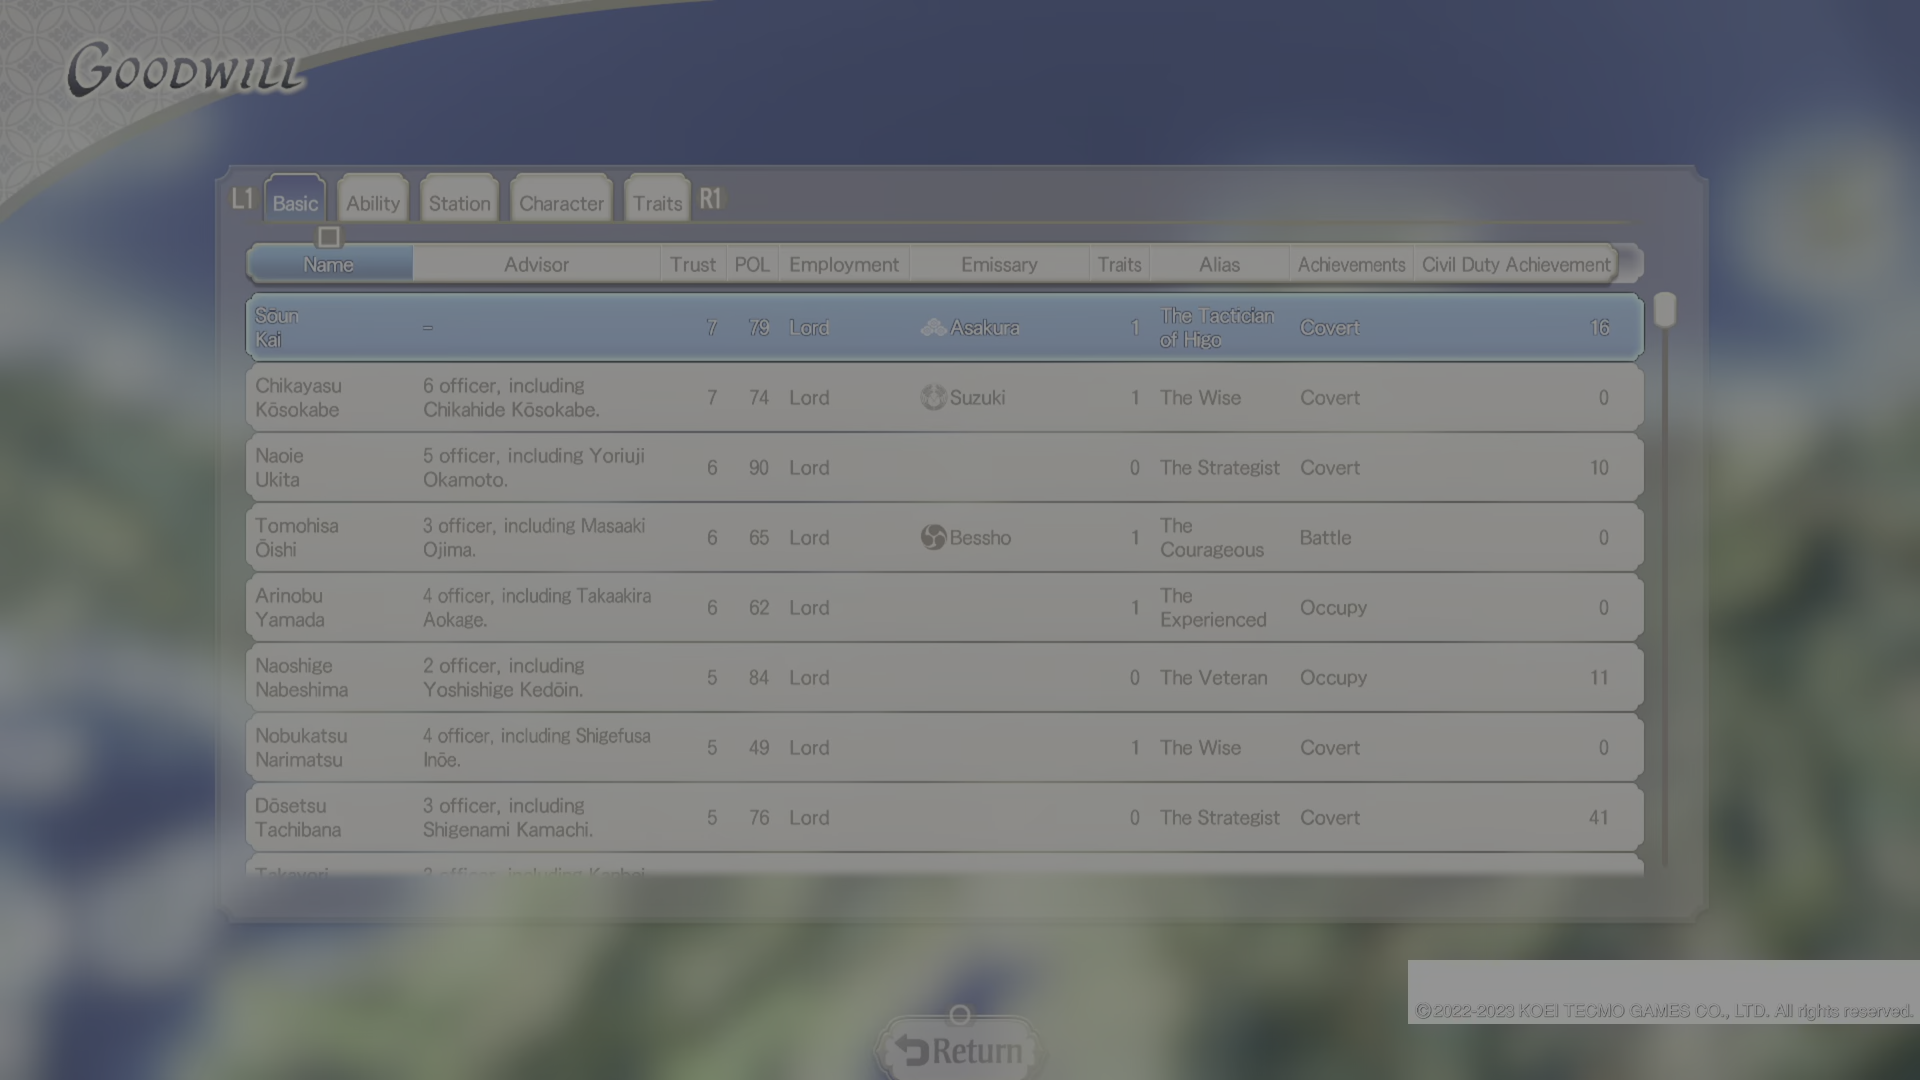 GOODWILL
L1 Basic Ability Station Character Traits R1
Name Advisor Trust POL Employment Emissary Traits Alias Achievements Civil Duty Achievement
Sōun Kai – 7 79 Lord Asakura 1 The Tactician of Higo Covert 16
Chikayasu Kōsokabe 6 officer, including Chikahide Kōsokabe. 7 74 Lord Suzuki 1 The Wise Covert 0
Naoie Ukita 5 officer, including Yoriuji Okamoto. 6 90 Lord 0 The Strategist Covert 10
Tomohisa Ōishi 3 officer, including Masaaki Ojima. 6 65 Lord Bessho 1 The Courageous Battle 0
Arinobu Yamada 4 officer, including Takaakira Aokage. 6 62 Lord 1 The Experienced Occupy 0
Naoshige Nabeshima 2 officer, including Yoshishige Kedōin. 5 84 Lord 0 The Veteran Occupy 11
Nobukatsu Narimatsu 4 officer, including Shigefusa Inōe. 5 49 Lord 1 The Wise Covert 0
Dōsetsu Tachibana 3 officer, including Shigenami Kamachi. 5 76 Lord 0 The Strategist Covert 41
Takayori 3 officer, including Kanbei
©2022-2023 KOEI TECMO GAMES CO., LTD. All rights reserved.
Return